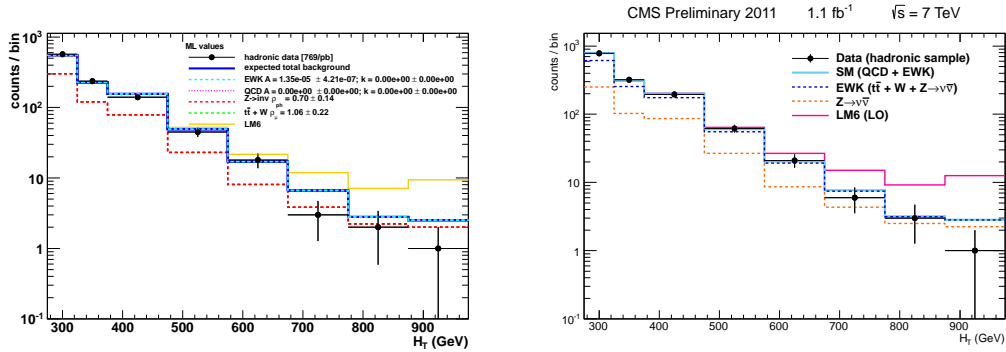 ML values
hadronic data [769/pb]
expected total background
EWK A = 1.35e-05 ± 4.21e-07; k = 0.00e+00 ± 0.00e+00
QCD A = 0.00e+00 ± 0.00e+00; k = 0.00e+00 ± 0.00e+00
Z->inv ρ_ph = 0.70 ± 0.14
tt̄ + W ρ_μ = 1.06 ± 0.22
LM6
counts / bin
10³
10²
10
1
10⁻¹
300 400 500 600 700 800 900
H_T (GeV)
CMS Preliminary 2011 1.1 fb⁻¹ √s = 7 TeV
Data (hadronic sample)
SM (QCD + EWK)
EWK (tt̄ + W + Z→νν̄)
Z→νν̄
LM6 (LO)
counts / bin
10³
10²
10
1
10⁻¹
300 400 500 600 700 800 900
H_T (GeV)